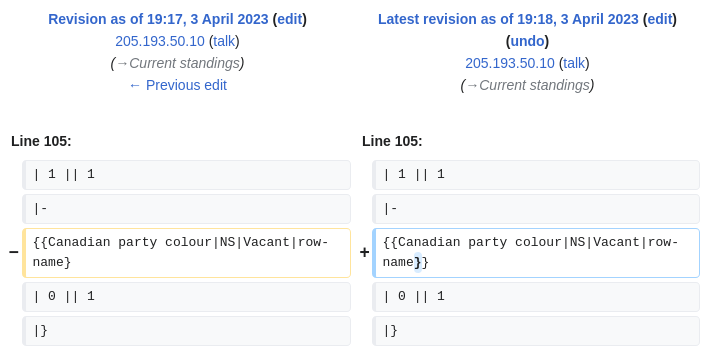 Revision as of 19:17, 3 April 2023 (edit)
205.193.50.10 (talk)
(→Current standings)
← Previous edit
Latest revision as of 19:18, 3 April 2023 (edit)
(undo)
205.193.50.10 (talk)
(→Current standings)
Line 105:
Line 105:
| 1 || 1
| 1 || 1
|-
|-
− {{Canadian party colour|NS|Vacant|row-
name}
+ {{Canadian party colour|NS|Vacant|row-
name}}
| 0 || 1
| 0 || 1
|}
|}